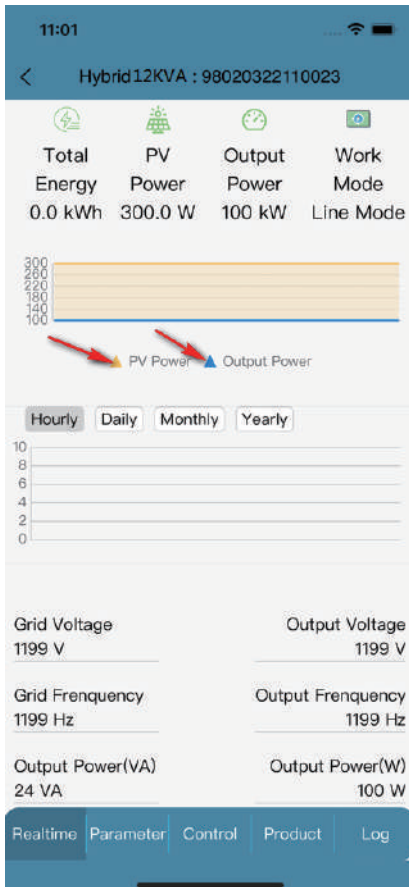 11:01
Hybrid12KVA : 98020322110023
Total Energy 0.0 kWh
PV Power 300.0 W
Output Power 100 kW
Work Mode Line Mode
300
260
220
180
140
100
PV Power Output Power
Hourly Daily Monthly Yearly
10
8
6
4
2
0
Grid Voltage Output Voltage
1199 V 1199 V
Grid Frenquency Output Frenquency
1199 Hz 1199 Hz
Output Power(VA) Output Power(W)
24 VA 100 W
Realtime Parameter Control Product Log